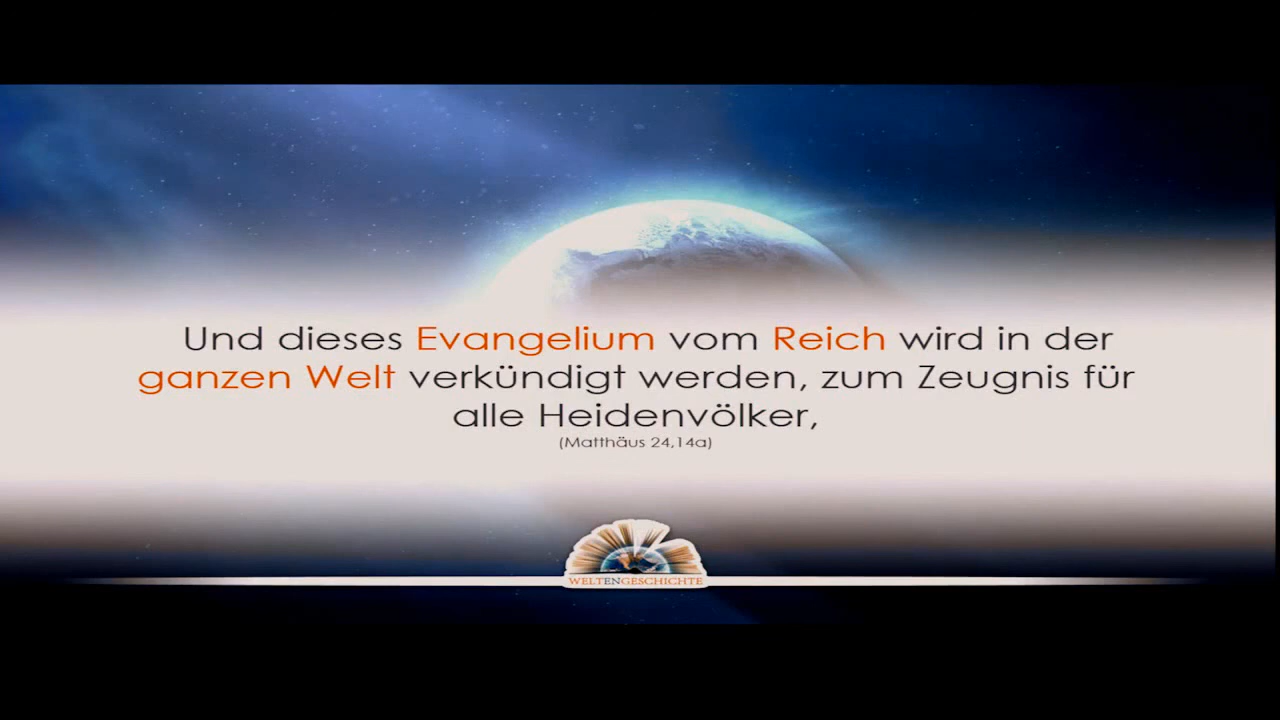 Und dieses Evangelium vom Reich wird in der
ganzen Welt verkündigt werden, zum Zeugnis für
alle Heidenvölker,
(Matthäus 24,14a)
WELTENGESCHICHTE